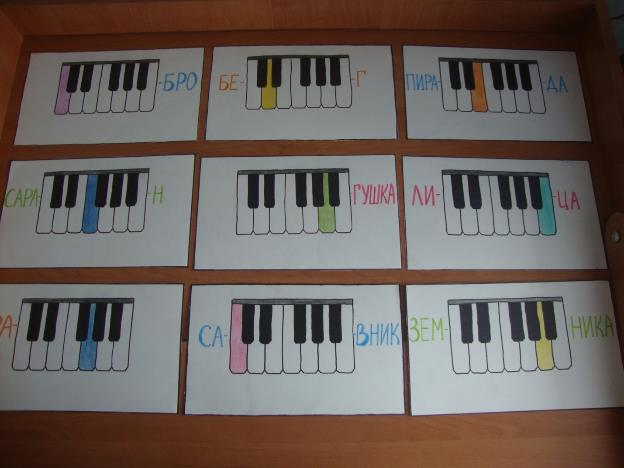 -БРО
БЕ- -Г
ПИРА- -ДА
САРА- -Н
-ГУШКА
ЛИ- -ЦА
РА-
СА- -ВНИК
ЗЕМ- -НИКА